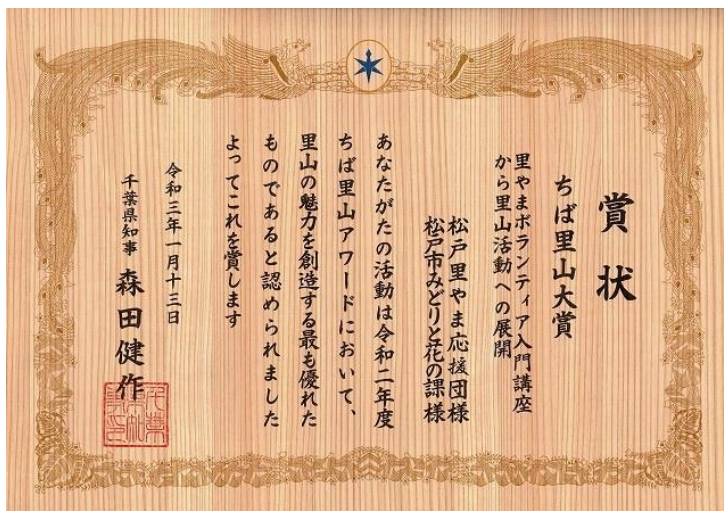 賞状
ちば里山大賞
里やまボランティア入門講座
から里山活動への展開
松戸里やま応援団様
松戸市みどりと花の課様
あなたがたの活動は令和二年度
ちば里山アワードにおいて、
里山の魅力を創造する最も優れた
ものであると認められました
よってこれを賞します
令和三年一月十三日
千葉県知事 森田健作